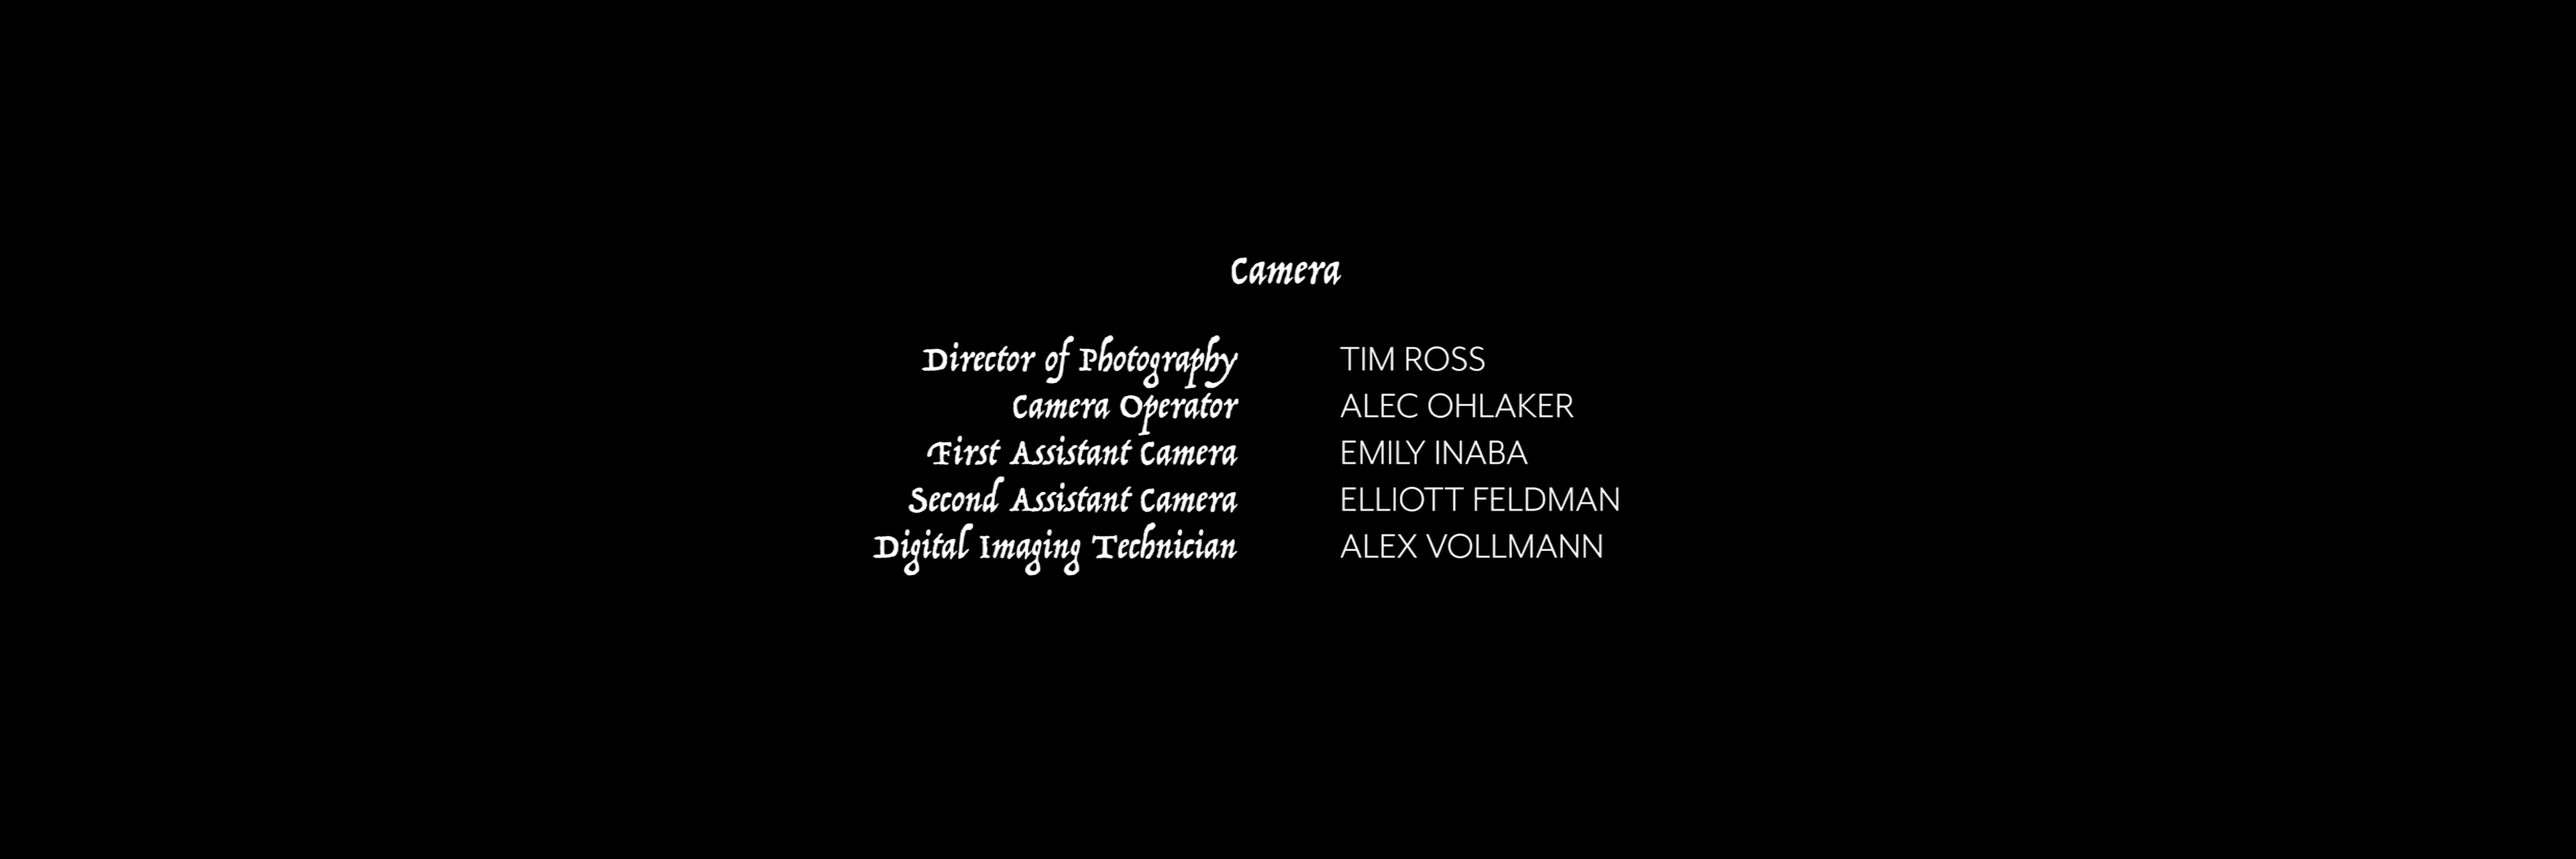 Camera
Director of Photography TIM ROSS
Camera Operator ALEC OHLAKER
First Assistant Camera EMILY INABA
Second Assistant Camera ELLIOTT FELDMAN
Digital Imaging Technician ALEX VOLLMANN